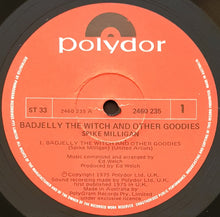 polydor
ST 33
2460 235 A
2460 235
1
BADJELLY THE WITCH AND OTHER GOODIES
SPIKE MILLIGAN
1. BADJELLY THE WITCH AND OTHER GOODIES
(Spike Milligan) (United Artists)
Music composed and arranged by
Ed Welch
Produced by
Ed Welch
Copyright 1975 Polydor Ltd.
Sound recording made by Polydor Ltd. and
first published 1975 in U.K.
Made in Australia by
PolyGram Records Pty. Limited